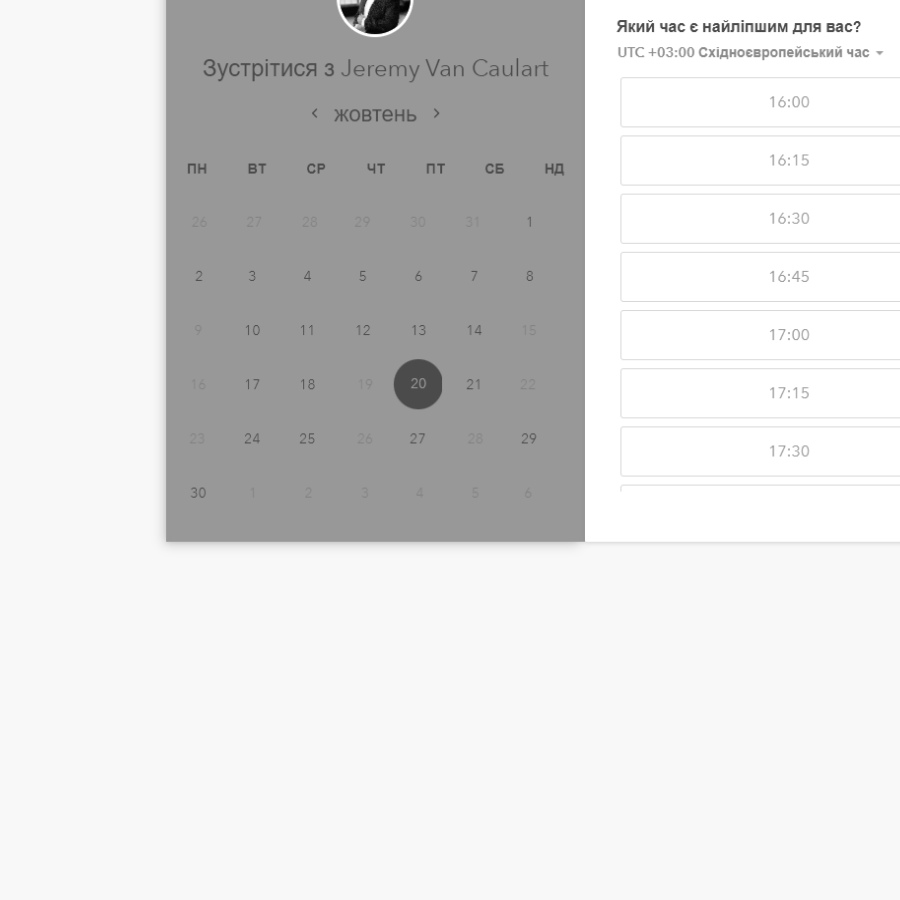 Зустрітися з Jeremy Van Caulart
жовтень
ПН ВТ СР ЧТ ПТ СБ НД
26 27 28 29 30 31 1
2 3 4 5 6 7 8
9 10 11 12 13 14 15
16 17 18 19 20 21 22
23 24 25 26 27 28 29
30 1 2 3 4 5 6
Який час є найліпшим для вас?
UTC +03:00 Східноєвропейський час
16:00
16:15
16:30
16:45
17:00
17:15
17:30